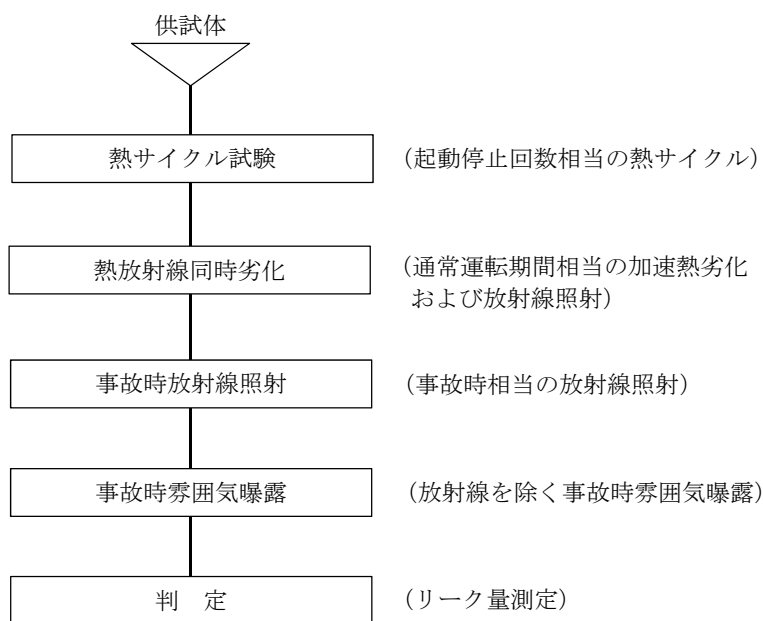 供試体
熱サイクル試験 （起動停止回数相当の熱サイクル）
熱放射線同時劣化 （通常運転期間相当の加速熱劣化
および放射線照射）
事故時放射線照射 （事故時相当の放射線照射）
事故時雰囲気曝露 （放射線を除く事故時雰囲気曝露）
判　定 （リーク量測定）